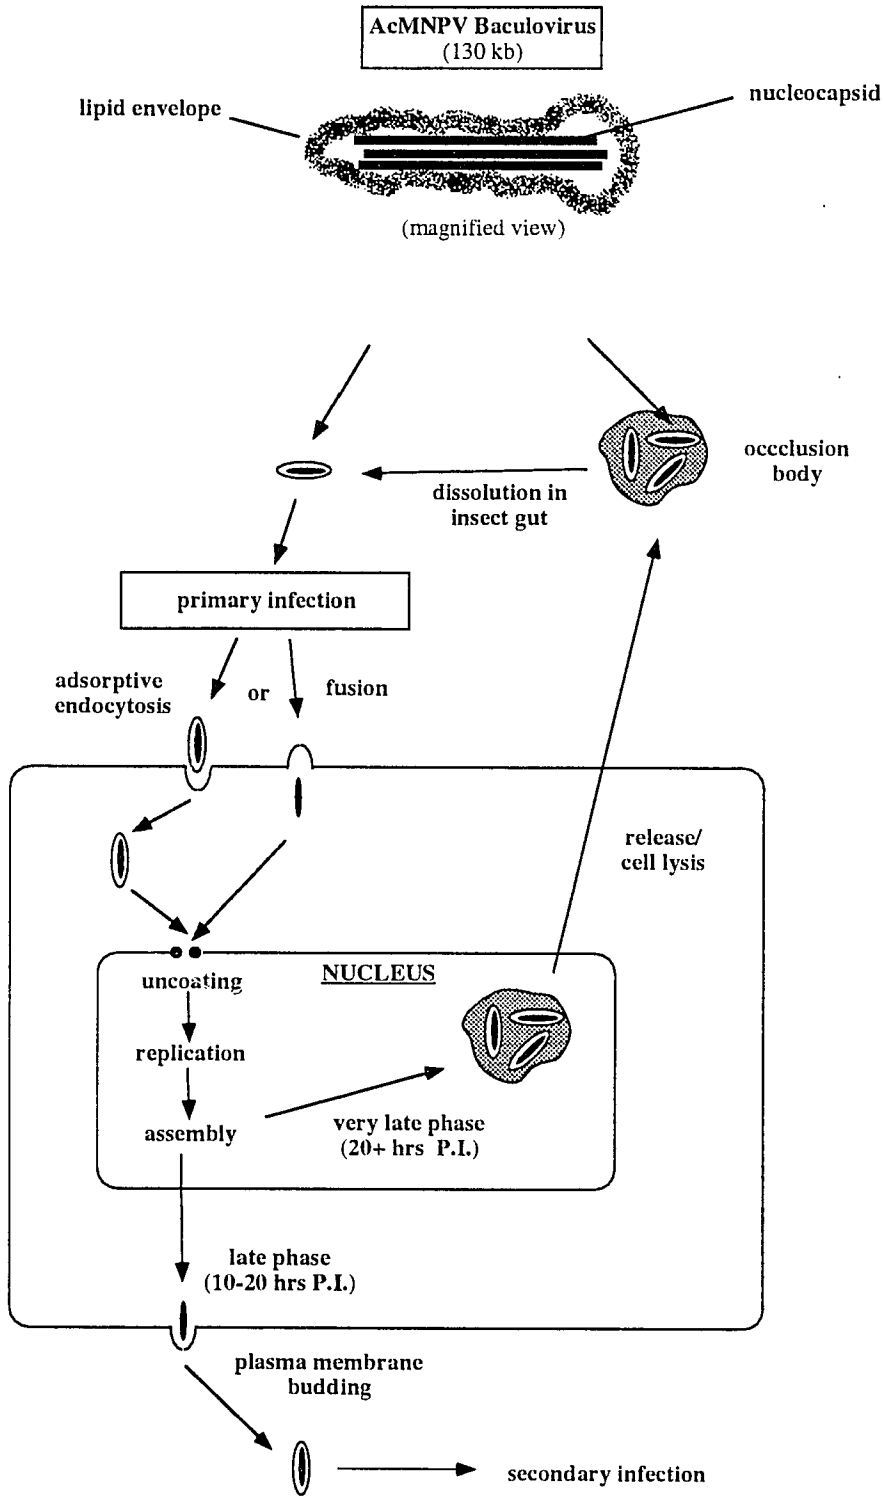 AcMNPV Baculovirus
(130 kb)
lipid envelope
nucleocapsid
(magnified view)
occclusion
body
dissolution in
insect gut
primary infection
adsorptive
endocytosis
or
fusion
release/
cell lysis
NUCLEUS
uncoating
replication
assembly
very late phase
(20+ hrs P.I.)
late phase
(10-20 hrs P.I.)
plasma membrane
budding
secondary infection